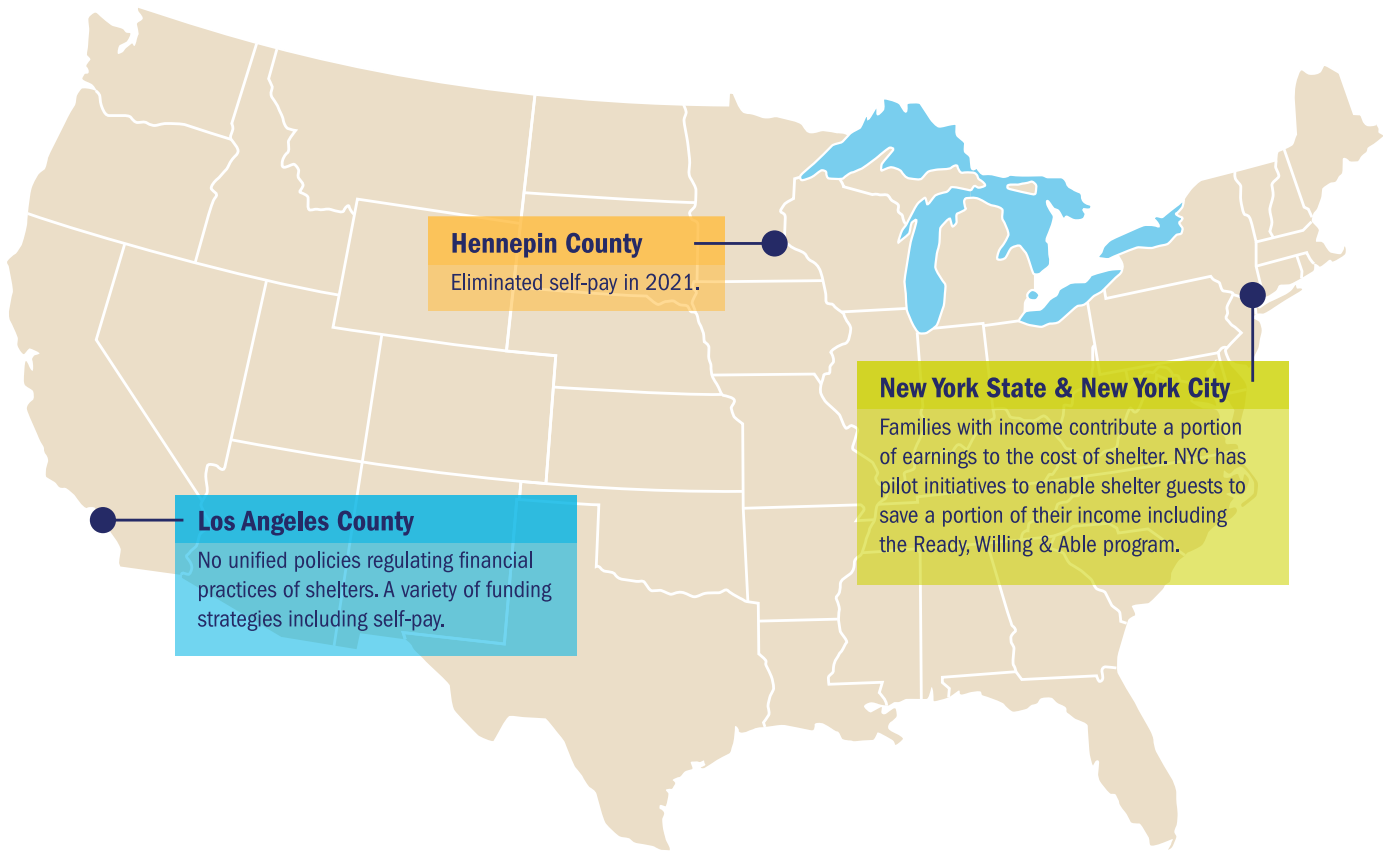 Hennepin County
Eliminated self-pay in 2021.
New York State & New York City
Families with income contribute a portion
of earnings to the cost of shelter. NYC has
pilot initiatives to enable shelter guests to
save a portion of their income including
the Ready, Willing & Able program.
Los Angeles County
No unified policies regulating financial
practices of shelters. A variety of funding
strategies including self-pay.